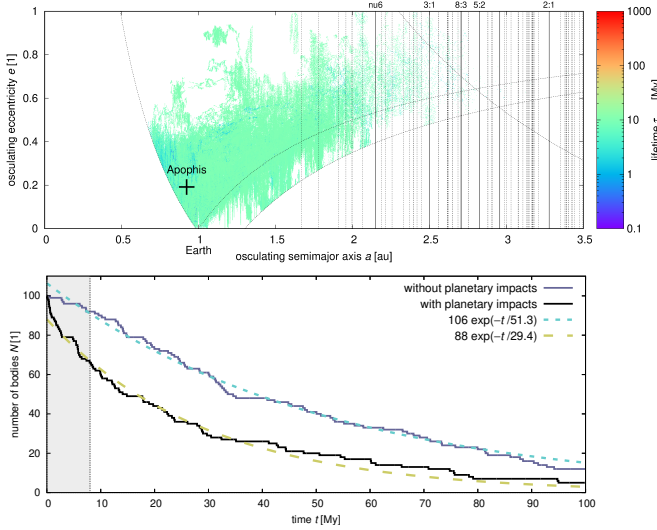 nu6 3:1 8:3 5:2 2:1
1
0.8
0.6
0.4
0.2
0
osculating eccentricity e [1]
Apophis
0 0.5 1 1.5 2 2.5 3 3.5
Earth
osculating semimajor axis a [au]
1000
100
10
1
0.1
lifetime τ [My]
without planetary impacts
with planetary impacts
106 exp(−t /51.3)
88 exp(−t /29.4)
100
80
60
40
20
0
number of bodies N [1]
0 10 20 30 40 50 60 70 80 90 100
time t [My]